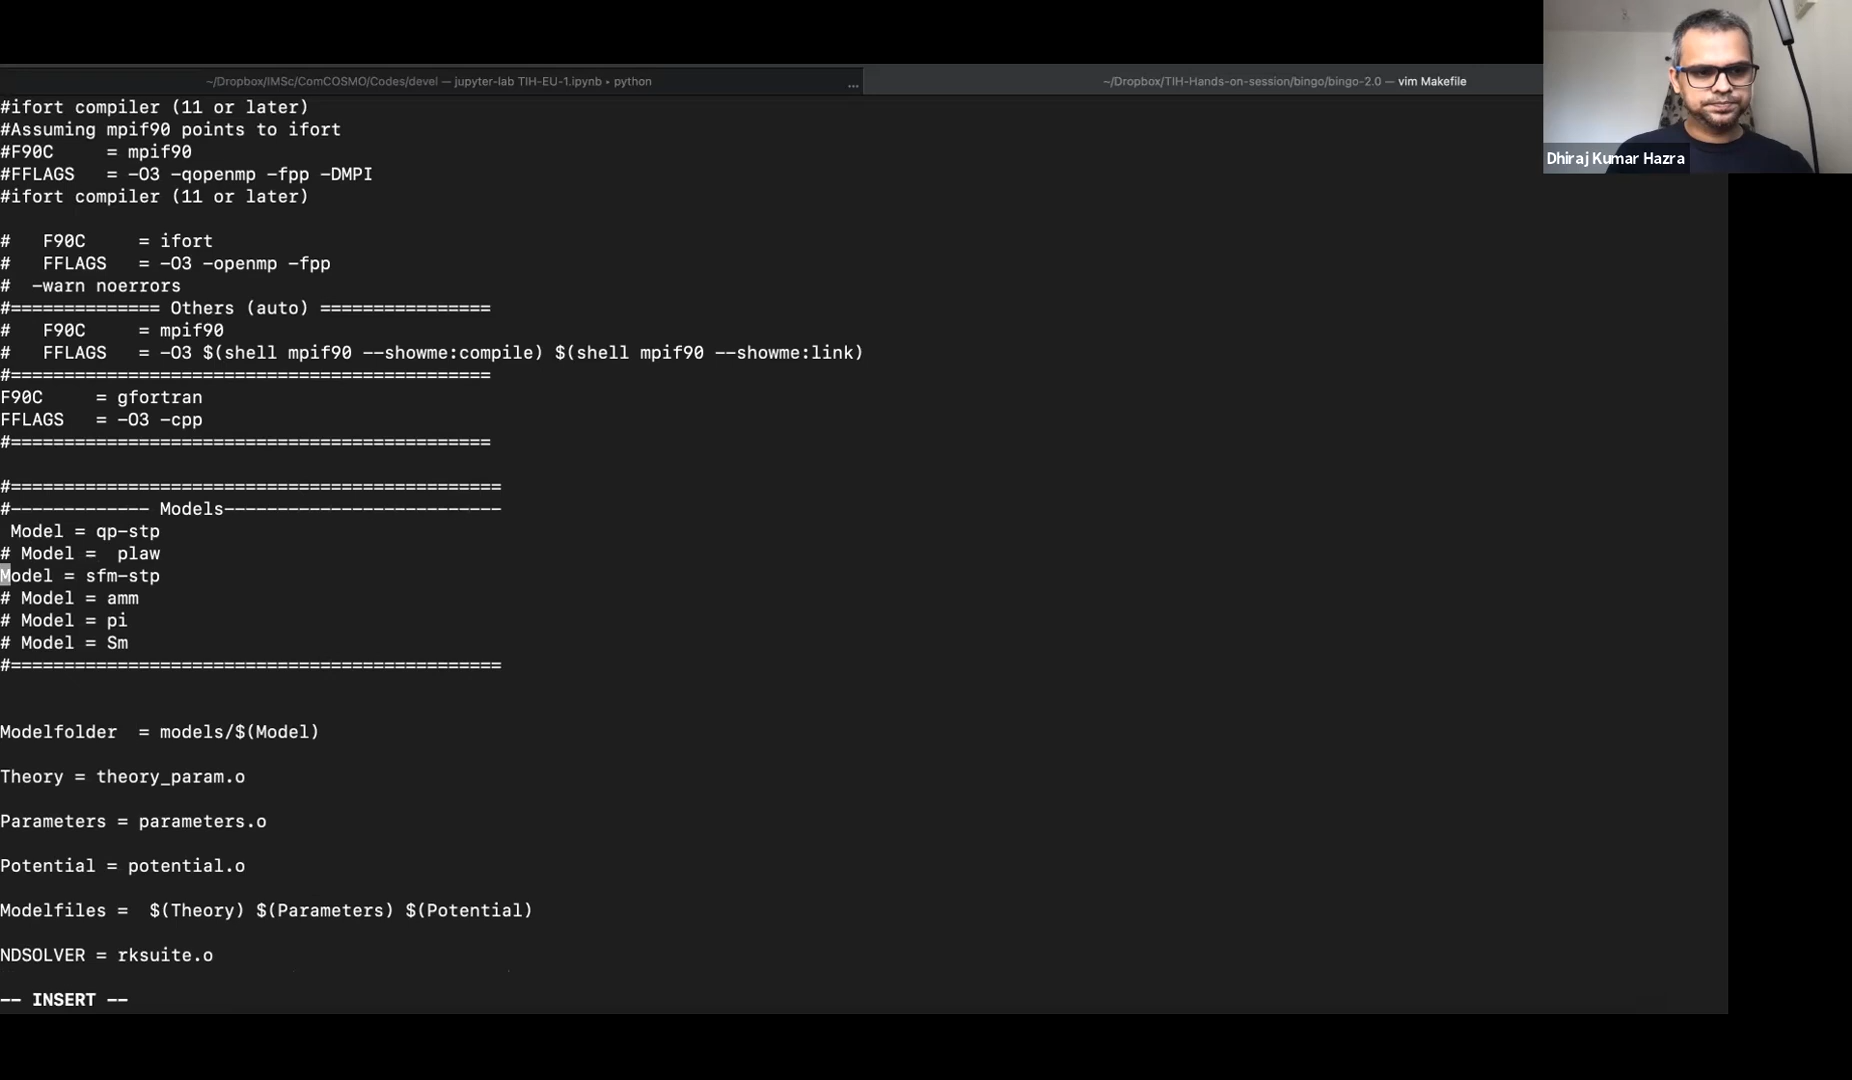 ~/Dropbox/IMSc/ComCOSMO/Codes/devel — jupyter-lab TIH-EU-1.ipynb ▸ python
...
~/Dropbox/TIH-Hands-on-session/bingo/bingo-2.0 — vim Makefile
Dhiraj Kumar Hazra
#ifort compiler (11 or later)
#Assuming mpif90 points to ifort
#F90C     = mpif90
#FFLAGS   = -O3 -qopenmp -fpp -DMPI
#ifort compiler (11 or later)
#   F90C     = ifort
#   FFLAGS   = -O3 -openmp -fpp
#  -warn noerrors
#============== Others (auto) ================
#   F90C     = mpif90
#   FFLAGS   = -O3 $(shell mpif90 --showme:compile) $(shell mpif90 --showme:link)
#=============================================
F90C     = gfortran
FFLAGS   = -O3 -cpp
#=============================================
#==============================================
#------------- Models--------------------------
 Model = qp-stp
# Model =  plaw
Model = sfm-stp
# Model = amm
# Model = pi
# Model = Sm
#==============================================
Modelfolder  = models/$(Model)
Theory = theory_param.o
Parameters = parameters.o
Potential = potential.o
Modelfiles =  $(Theory) $(Parameters) $(Potential)
NDSOLVER = rksuite.o
-- INSERT --